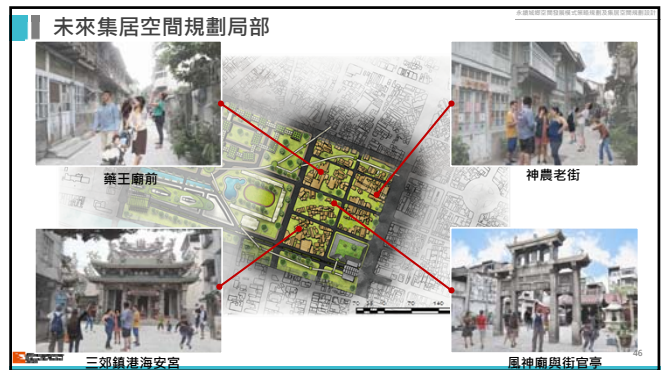 未來集居空間規劃局部
藥王廟前
神農老街
三郊鎮港海安宮
風神廟與街官亭
46